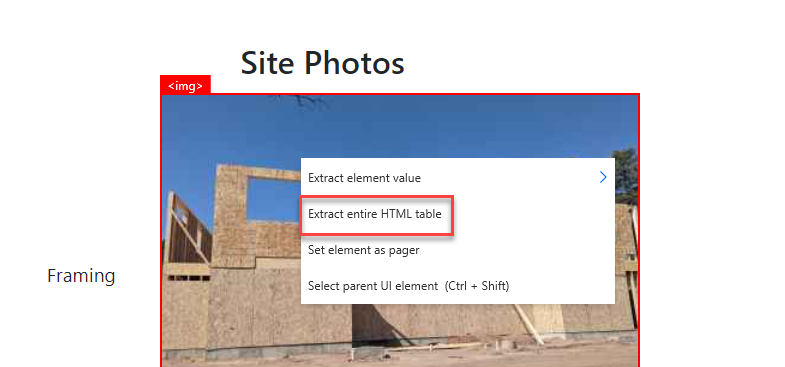 Site Photos
<img>
Extract element value
Extract entire HTML table
Set element as pager
Select parent UI element (Ctrl + Shift)
Framing